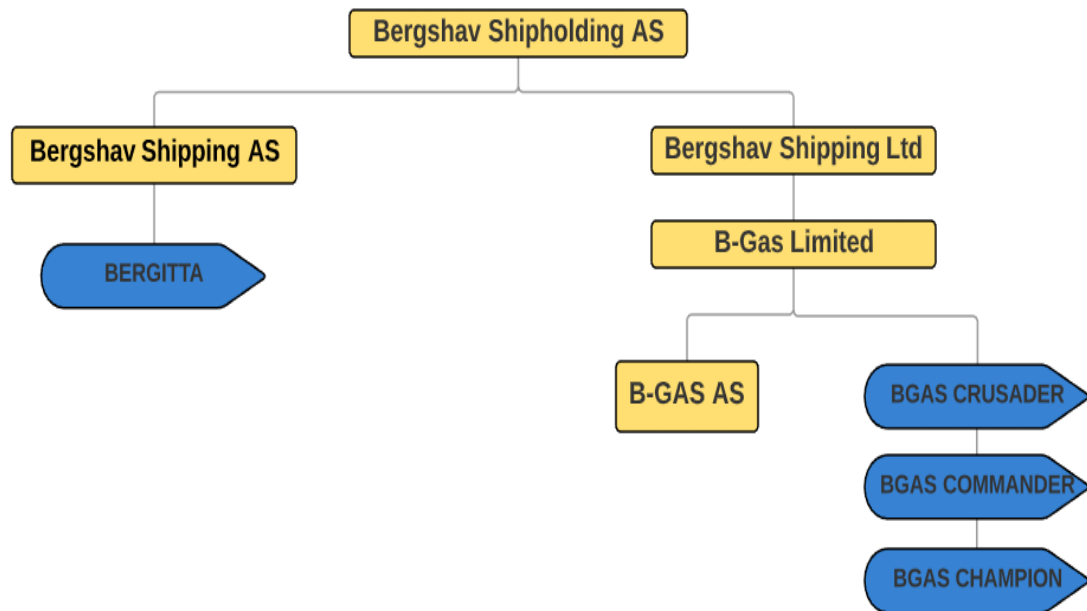 Bergshav Shipholding AS
Bergshav Shipping AS
Bergshav Shipping Ltd
B-Gas Limited
BERGITTA
B-GAS AS
BGAS CRUSADER
BGAS COMMANDER
BGAS CHAMPION